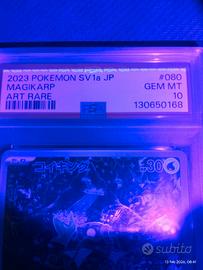 2023 POKEMON SV1a JP #080
MAGIKARP GEM MT
ART RARE 10
130650168
コイキング 30
subito